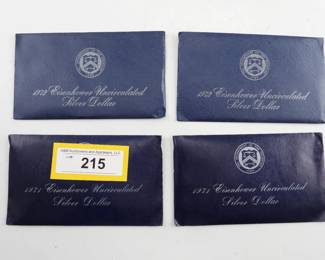 1972 Eisenhower Uncirculated
Silver Dollar
1972 Eisenhower Uncirculated
Silver Dollar
215
1971 Eisenhower Uncirculated
Silver Dollar
1971 Eisenhower Uncirculated
Silver Dollar